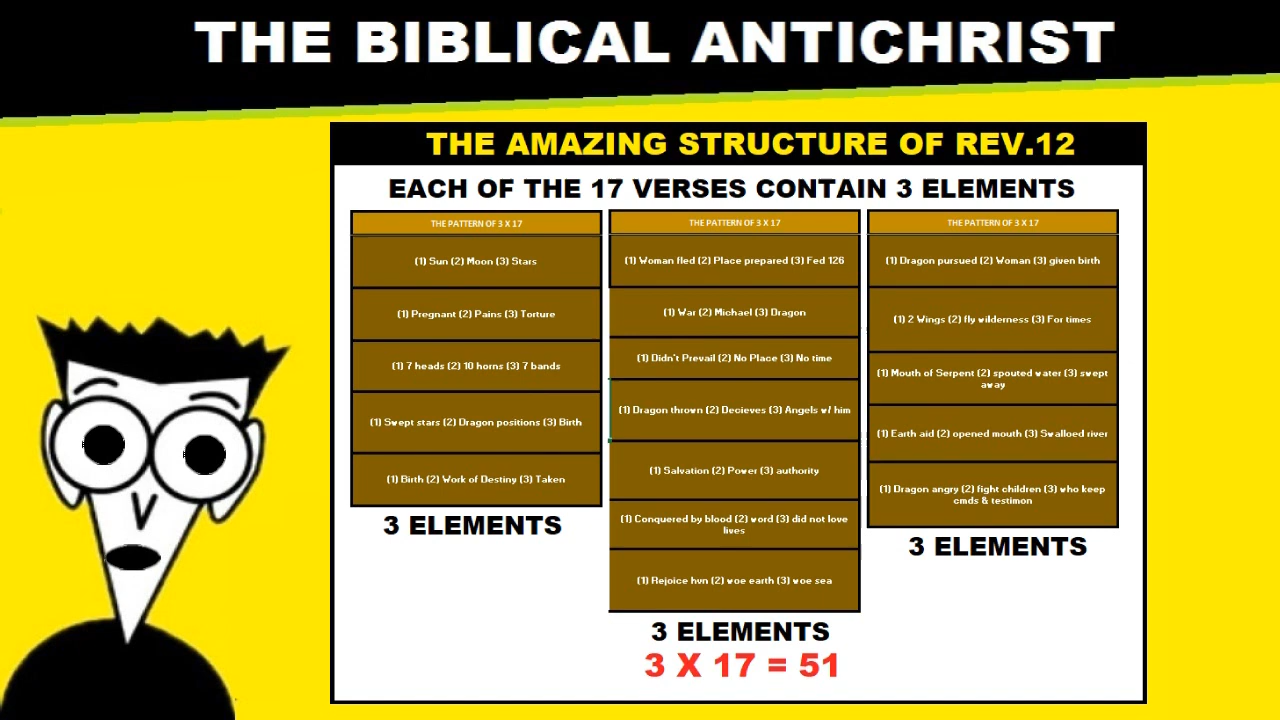 THE BIBLICAL ANTICHRIST
THE AMAZING STRUCTURE OF REV.12
EACH OF THE 17 VERSES CONTAIN 3 ELEMENTS
THE PATTERN OF 3 X 17
(1) Sun (2) Moon (3) Stars
(1) Pregnant (2) Pains (3) Torture
(1) 7 heads (2) 10 horns (3) 7 bands
(1) Swept stars (2) Dragon positions (3) Birth
(1) Birth (2) Work of Destiny (3) Taken
3 ELEMENTS
THE PATTERN OF 3 X 17
(1) Woman fled (2) Place prepared (3) Fed 126
(1) War (2) Michael (3) Dragon
(1) Didn't Prevail (2) No Place (3) No time
(1) Dragon thrown (2) Decieves (3) Angels w/ him
(1) Salvation (2) Power (3) authority
(1) Conquered by blood (2) word (3) did not love
lives
(1) Rejoice hvn (2) woe earth (3) woe sea
3 ELEMENTS
3 X 17 = 51
THE PATTERN OF 3 X 17
(1) Dragon pursued (2) Woman (3) given birth
(1) 2 Wings (2) fly wilderness (3) For times
(1) Mouth of Serpent (2) spouted water (3) swept
away
(1) Earth aid (2) opened mouth (3) Swalloed river
(1) Dragon angry (2) fight children (3) who keep
cmds & testimon
3 ELEMENTS